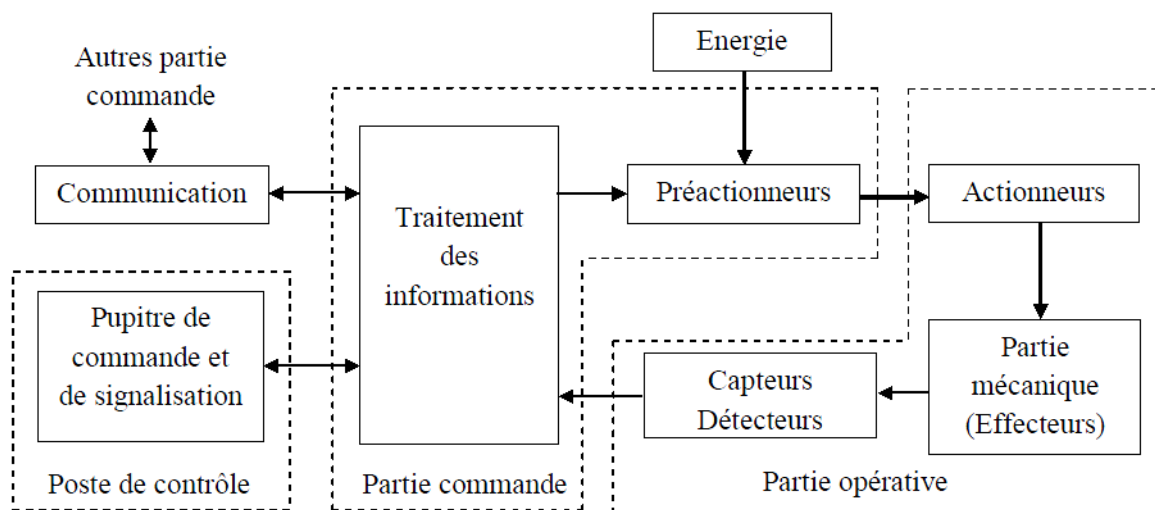 Energie
Autres partie
commande
Communication
Traitement
des
informations
Préactionneurs
Actionneurs
Pupitre de
commande et
de signalisation
Capteurs
Détecteurs
Partie
mécanique
(Effecteurs)
Poste de contrôle
Partie commande
Partie opérative